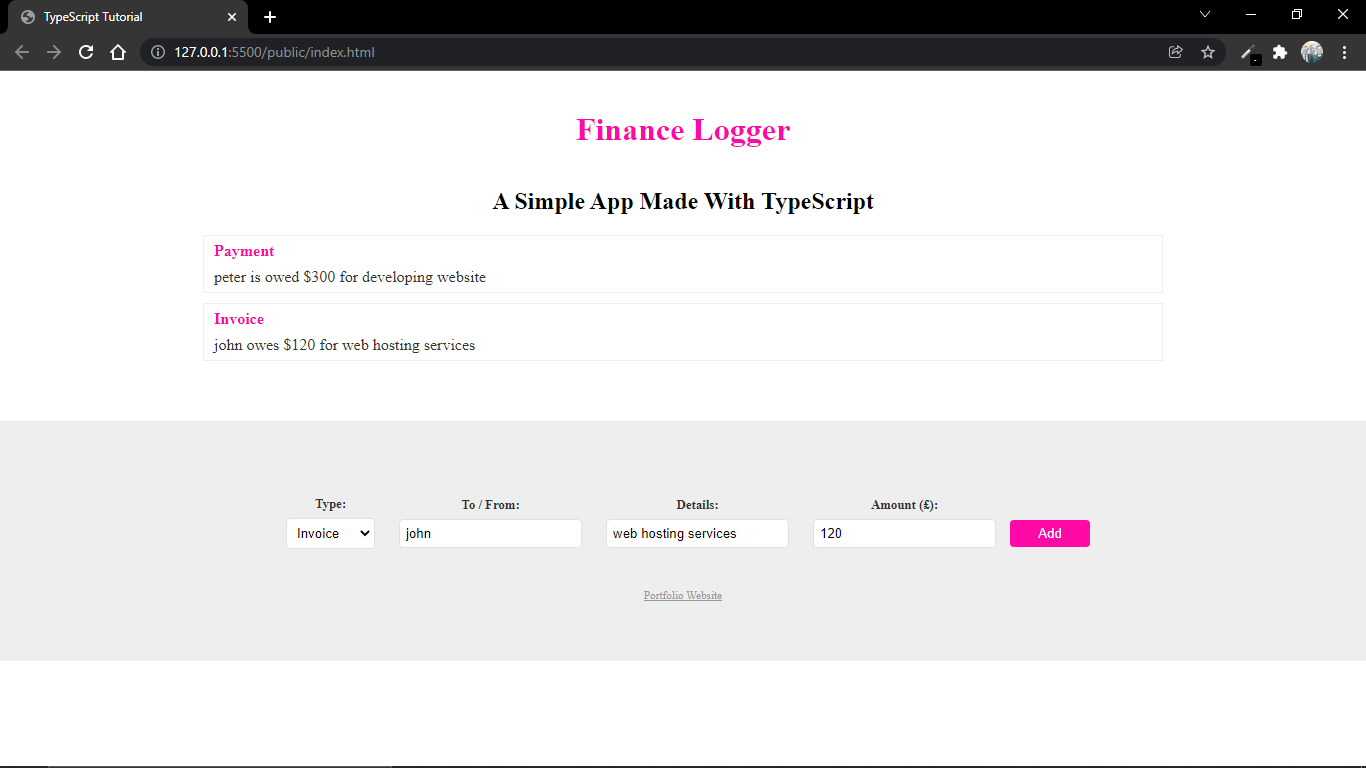 TypeScript Tutorial
127.0.0.1:5500/public/index.html
Finance Logger
A Simple App Made With TypeScript
Payment
peter is owed $300 for developing website
Invoice
john owes $120 for web hosting services
Type: To / From: Details: Amount (£):
Invoice john web hosting services 120 Add
Portfolio Website